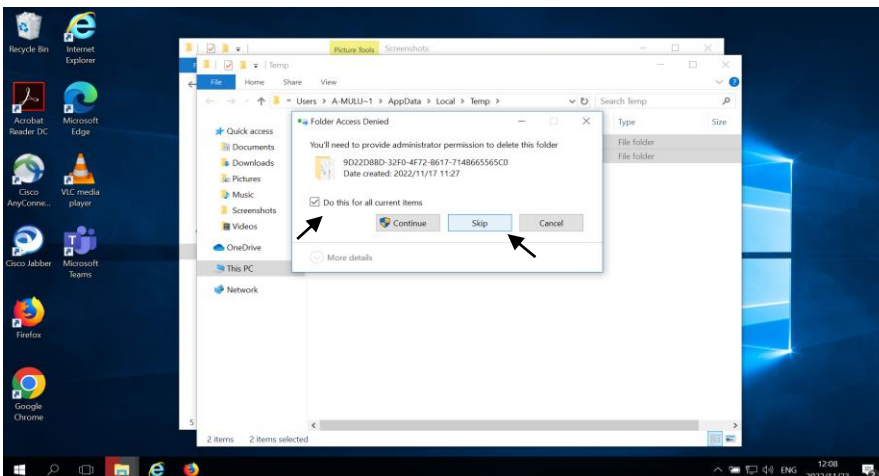 Recycle Bin
Internet
Explorer
Acrobat
Reader DC
Microsoft
Edge
Cisco
AnyConne...
VLC media
player
Cisco Jabber
Microsoft
Teams
Firefox
Google
Chrome
Picture Tools
Screenshots
Temp
File
Home
Share
View
Users > A-MULU~1 > AppData > Local > Temp >
Search Temp
Quick access
Documents
Downloads
Pictures
Music
Screenshots
Videos
OneDrive
This PC
Network
Type
Size
File folder
File folder
Folder Access Denied
You'll need to provide administrator permission to delete this folder
9D22D8BD-32F0-4F72-B617-714B665565C0
Date created: 2022/11/17 11:27
Do this for all current items
Continue
Skip
Cancel
More details
5
2 items
2 items selected
ENG
12:08